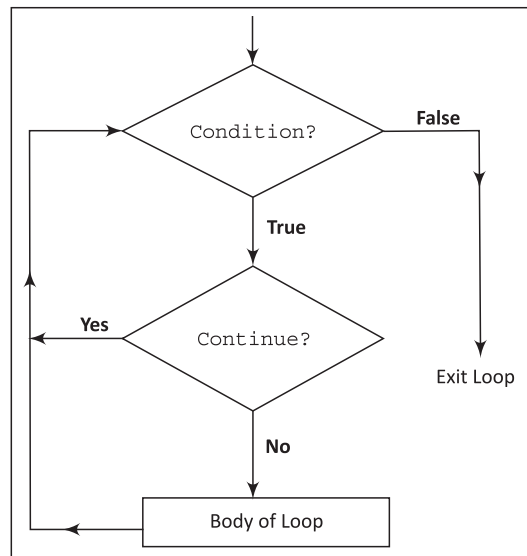 Condition?
False
True
Yes
Continue?
Exit Loop
No
Body of Loop